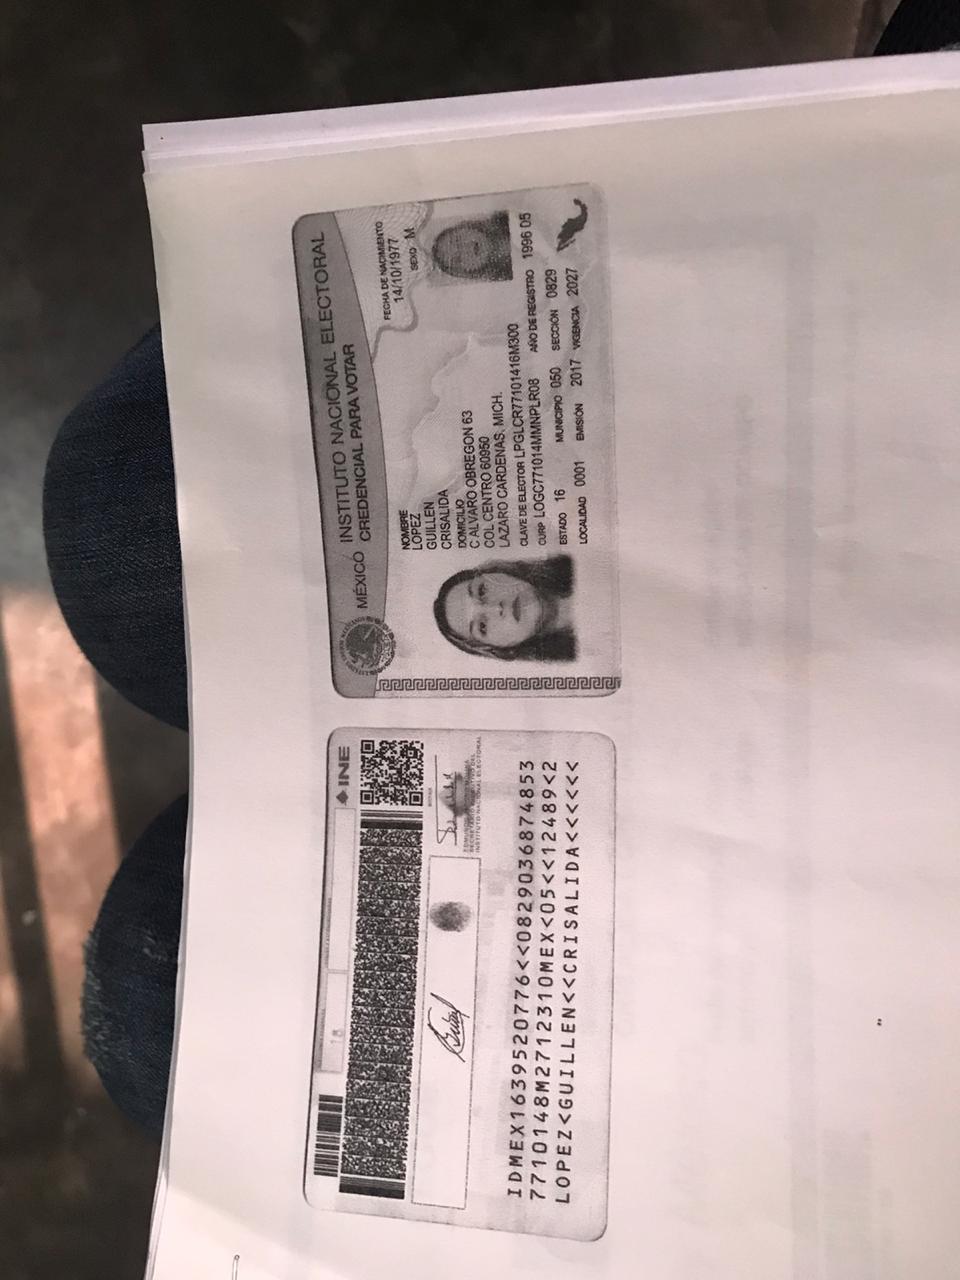 MÉXICO INSTITUTO NACIONAL ELECTORAL
CREDENCIAL PARA VOTAR
NOMBRE
LOPEZ
GUILLEN
CRISALIDA
FECHA DE NACIMIENTO
14/10/1977
SEXO M
DOMICILIO
C ALVARO OBREGON 63
COL CENTRO 60950
LAZARO CARDENAS, MICH.
CLAVE DE ELECTOR LPGLCR77101416M300
CURP LOGC771014MMNPLR08 AÑO DE REGISTRO 1996 05
ESTADO 16 MUNICIPIO 050 SECCIÓN 0829
LOCALIDAD 0001 EMISIÓN 2017 VIGENCIA 2027
INE
SECRETARIO EJECUTIVO DEL
INSTITUTO NACIONAL ELECTORAL
IDMEX1639520776<<0829036874853
7710148M2712310MEX<05<<12489<2
LOPEZ<GUILLEN<<CRISALIDA<<<<<<